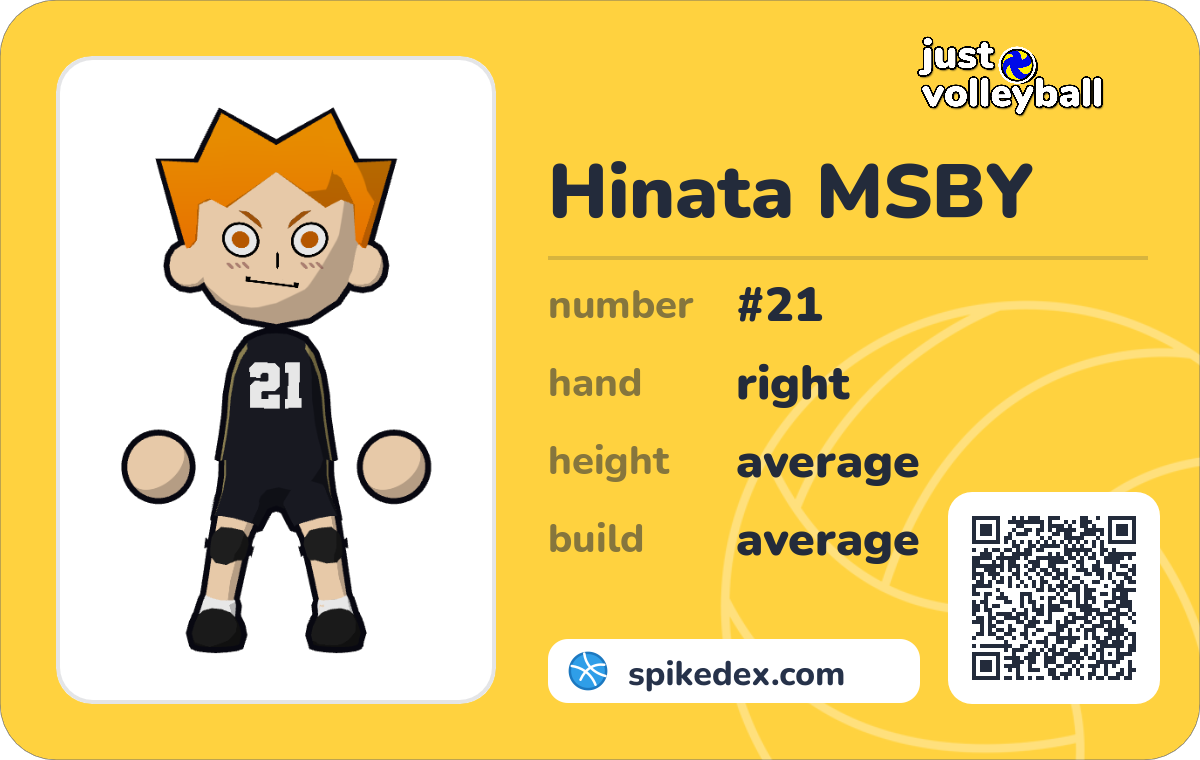 just
volleyball
Hinata MSBY
number #21
hand right
height average
build average
21
spikedex.com